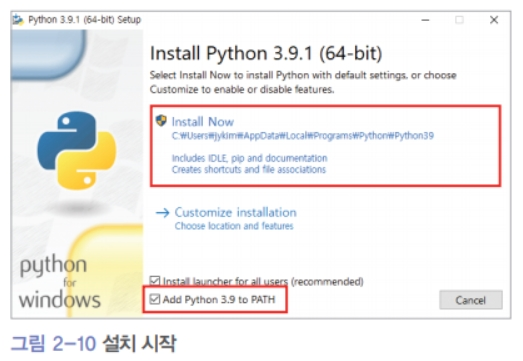 Python 3.9.1 (64-bit) Setup
Install Python 3.9.1 (64-bit)
Select Install Now to install Python with default settings, or choose
Customize to enable or disable features.
Install Now
C:₩Users₩jykim₩AppData₩Local₩Programs₩Python₩Python39
Includes IDLE, pip and documentation
Creates shortcuts and file associations
→ Customize installation
Choose location and features
python
for
windows
Install launcher for all users (recommended)
Add Python 3.9 to PATH
Cancel
그림 2-10 설치 시작